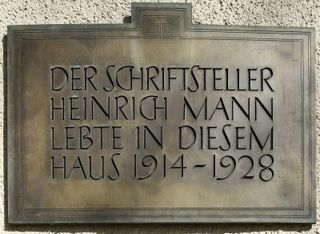 DER SCHRIFTSTELLER
HEINRICH MANN
LEBTE IN DIESEM
HAUS 1914-1928